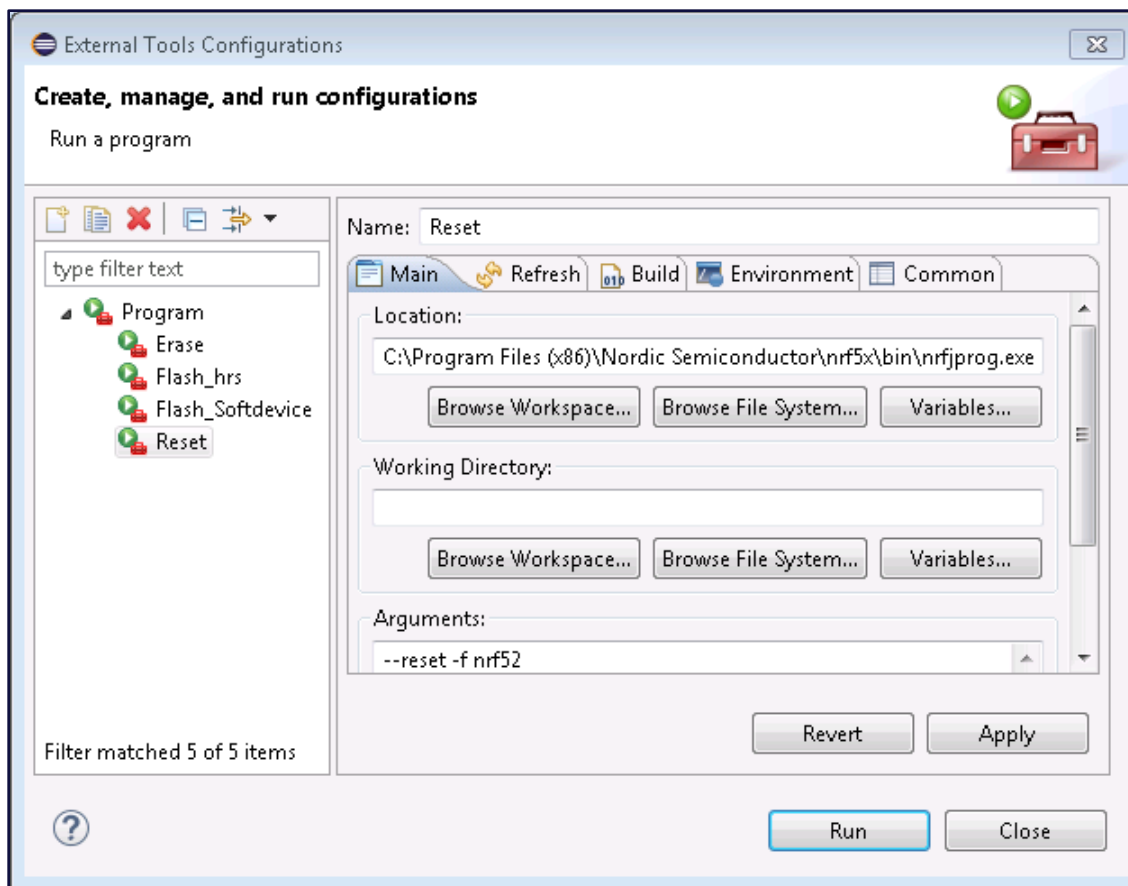 External Tools Configurations
Create, manage, and run configurations
Run a program
type filter text
Program
Erase
Flash_hrs
Flash_Softdevice
Reset
Filter matched 5 of 5 items
Name: Reset
Main Refresh 010 Build Environment Common
Location:
C:\Program Files (x86)\Nordic Semiconductor\nrf5x\bin\nrfjprog.exe
Browse Workspace... Browse File System... Variables...
Working Directory:
Browse Workspace... Browse File System... Variables...
Arguments:
--reset -f nrf52
Revert Apply
? Run Close